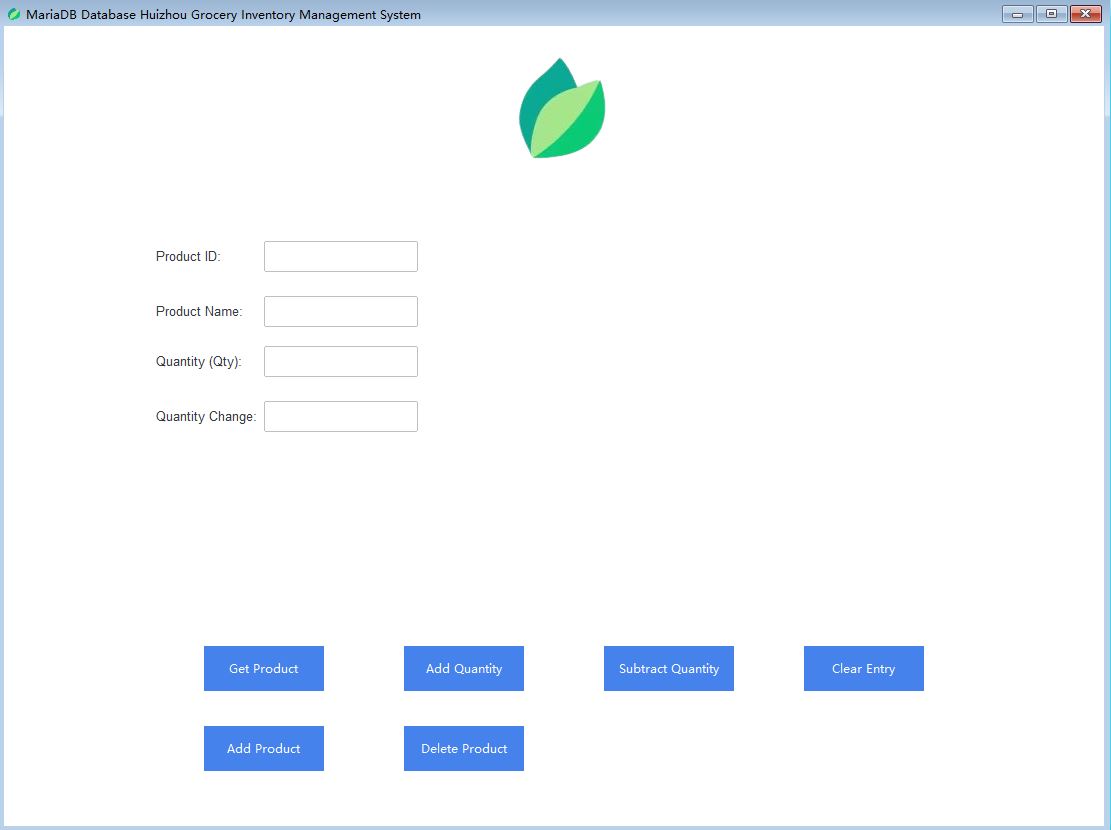 MariaDB Database Huizhou Grocery Inventory Management System
Product ID:
Product Name:
Quantity (Qty):
Quantity Change:
Get Product
Add Quantity
Subtract Quantity
Clear Entry
Add Product
Delete Product